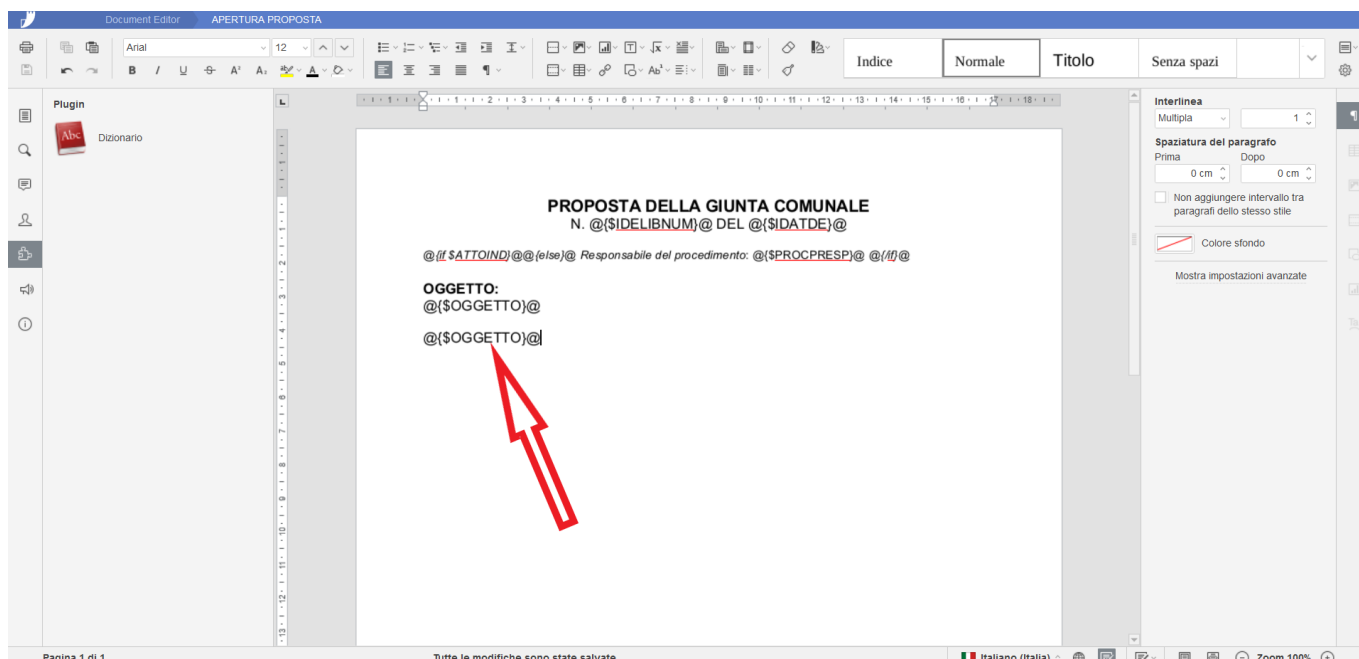 Document Editor APERTURA PROPOSTA
Arial 12
Indice Normale Titolo Senza spazi
Plugin
Abc Dizionario
Interlinea
Multipla 1
Spaziatura del paragrafo
Prima Dopo
0 cm 0 cm
Non aggiungere intervallo tra
paragrafi dello stesso stile
Colore sfondo
Mostra impostazioni avanzate
PROPOSTA DELLA GIUNTA COMUNALE
N. @{$IDELIBNUM}@ DEL @{$IDATDE}@
@{if $ATTOIND}@@{else}@ Responsabile del procedimento: @{$PROCPRESP}@ @{/if}@
OGGETTO:
@{$OGGETTO}@
@{$OGGETTO}@
Pagina 1 di 1 Tutte le modifiche sono state salvate Italiano (Italia) Zoom 100%